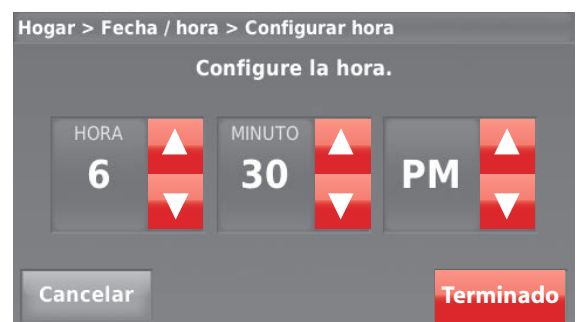 Hogar > Fecha / hora > Configurar hora
Configure la hora.
HORA MINUTO
6 30 PM
Cancelar Terminado